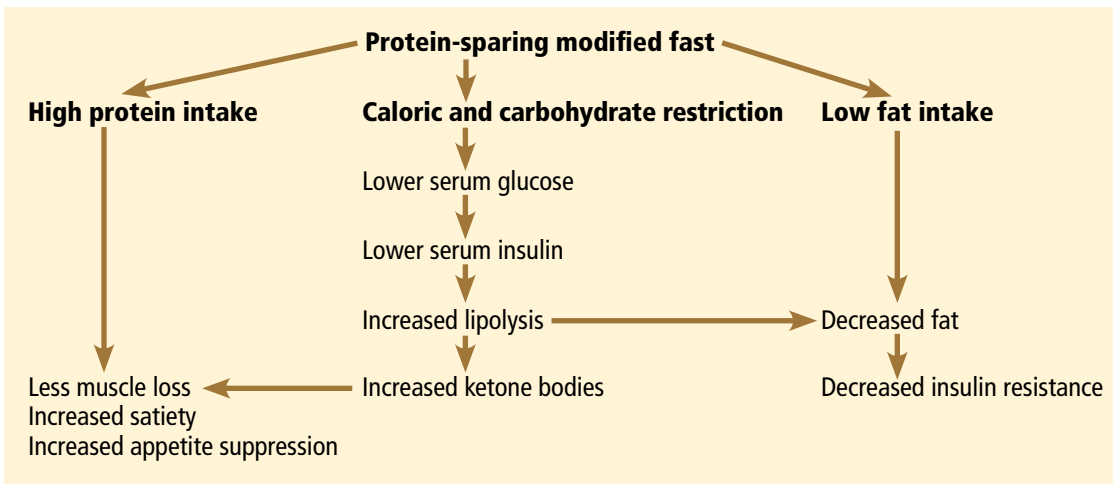 Protein-sparing modified fast
High protein intake
Caloric and carbohydrate restriction
Low fat intake
Lower serum glucose
Lower serum insulin
Increased lipolysis
Decreased fat
Less muscle loss
Increased satiety
Increased appetite suppression
Increased ketone bodies
Decreased insulin resistance